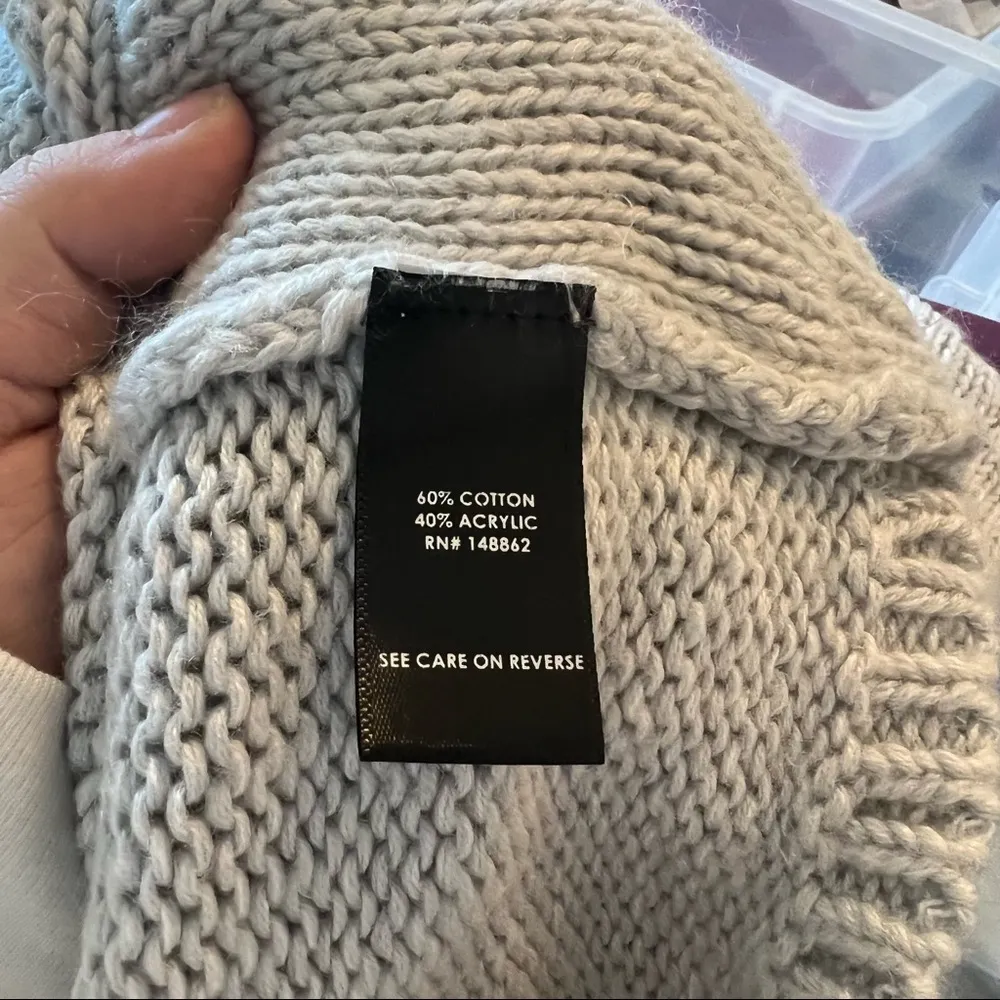 60% COTTON
40% ACRYLIC
RN# 148862
SEE CARE ON REVERSE